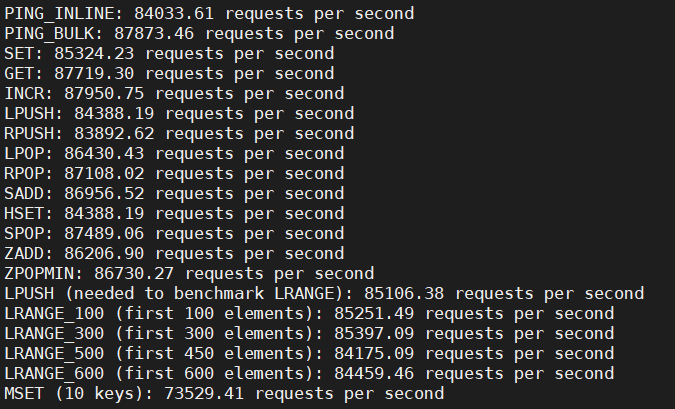 PING_INLINE: 84033.61 requests per second
PING_BULK: 87873.46 requests per second
SET: 85324.23 requests per second
GET: 87719.30 requests per second
INCR: 87950.75 requests per second
LPUSH: 84388.19 requests per second
RPUSH: 83892.62 requests per second
LPOP: 86430.43 requests per second
RPOP: 87108.02 requests per second
SADD: 86956.52 requests per second
HSET: 84388.19 requests per second
SPOP: 87489.06 requests per second
ZADD: 86206.90 requests per second
ZPOPMIN: 86730.27 requests per second
LPUSH (needed to benchmark LRANGE): 85106.38 requests per second
LRANGE_100 (first 100 elements): 85251.49 requests per second
LRANGE_300 (first 300 elements): 85397.09 requests per second
LRANGE_500 (first 450 elements): 84175.09 requests per second
LRANGE_600 (first 600 elements): 84459.46 requests per second
MSET (10 keys): 73529.41 requests per second